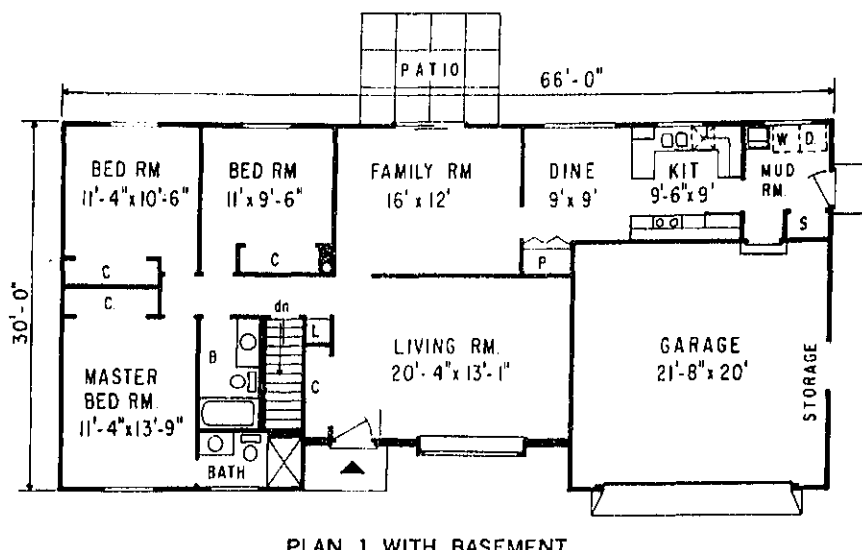 PATIO
66'-0"
BED RM
11'-4"x10'-6"
BED RM
11'x 9'-6"
FAMILY RM
16' x 12'
DINE
9'x 9'
KIT
9'-6"x 9'
W D
MUD
RM.
S
C
C
P
C.
30'-0"
dn
L
B
C
LIVING RM.
20'-4"x13'-1"
GARAGE
21'-8"x 20'
STORAGE
MASTER
BED RM.
11'-4"x13'-9"
BATH
PLAN 1 WITH BASEMENT